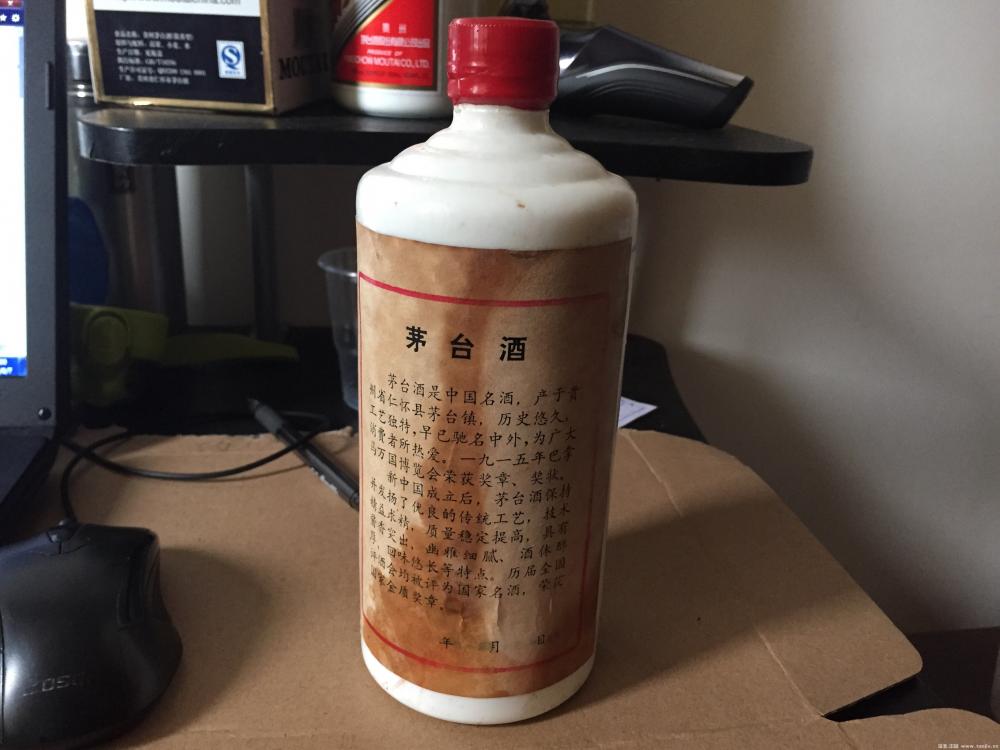 MOUTAI
贵州
MOUTAI CO., LTD.
茅台酒
茅台酒是中国名酒，产于贵
州省仁怀县茅台镇，历史悠久，
工艺独特，早已驰名中外，为广大
消费者所热爱。一九一五年巴拿
马万国博览会荣获奖章、奖状。
新中国成立后，茅台酒保持
并发扬了优良的传统工艺，技术
精益求精，质量稳定提高，具有
酱香突出，幽雅细腻、酒体醇
厚，回味悠长等特点。历届全国
评酒会均被评为国家名酒，荣获
国家金质奖章。
年 月 日